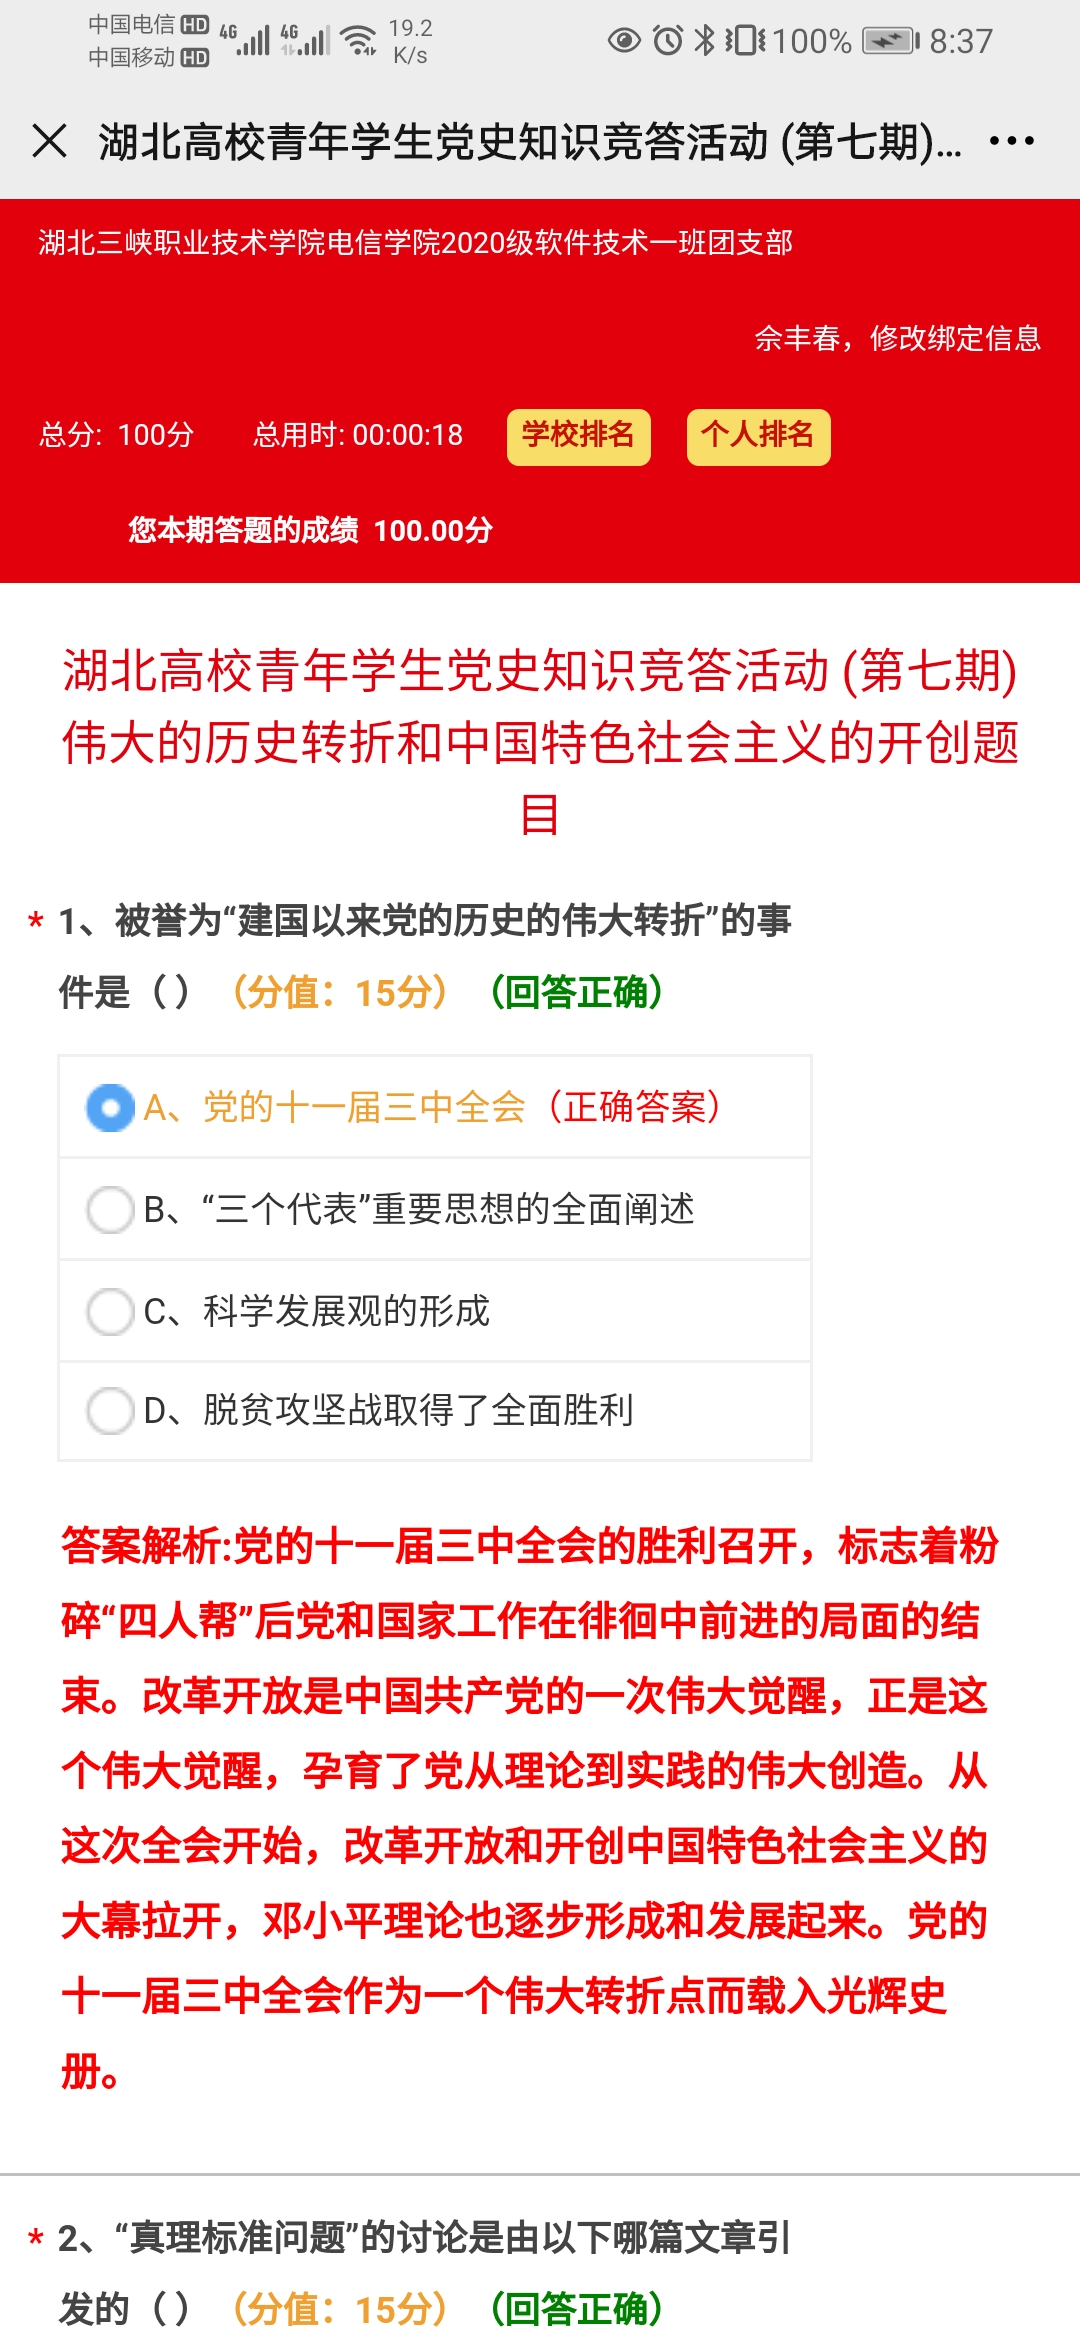 中国电信 HD 4G 4G 19.2 K/s 100% 8:37
中国移动 HD
湖北高校青年学生党史知识竞答活动 (第七期)...
湖北三峡职业技术学院电信学院2020级软件技术一班团支部
佘丰春，修改绑定信息
总分: 100分 总用时: 00:00:18 学校排名 个人排名
您本期答题的成绩 100.00分
湖北高校青年学生党史知识竞答活动 (第七期)
伟大的历史转折和中国特色社会主义的开创题
目
* 1、被誉为“建国以来党的历史的伟大转折”的事
件是（）（分值：15分）（回答正确）
A、党的十一届三中全会（正确答案）
B、“三个代表”重要思想的全面阐述
C、科学发展观的形成
D、脱贫攻坚战取得了全面胜利
答案解析:党的十一届三中全会的胜利召开，标志着粉
碎“四人帮”后党和国家工作在徘徊中前进的局面的结
束。改革开放是中国共产党的一次伟大觉醒，正是这
个伟大觉醒，孕育了党从理论到实践的伟大创造。从
这次全会开始，改革开放和开创中国特色社会主义的
大幕拉开，邓小平理论也逐步形成和发展起来。党的
十一届三中全会作为一个伟大转折点而载入光辉史
册。
* 2、“真理标准问题”的讨论是由以下哪篇文章引
发的（）（分值：15分）（回答正确）